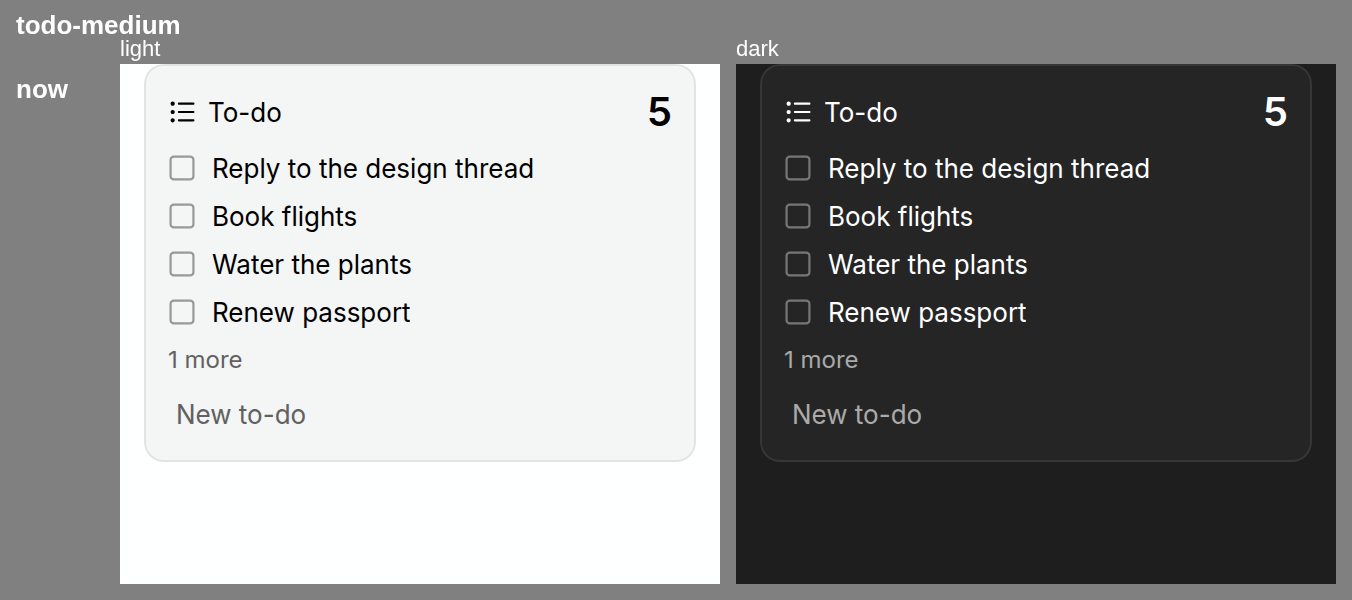 todo-medium
light
dark
now
To-do 5
Reply to the design thread
Book flights
Water the plants
Renew passport
1 more
New to-do
To-do 5
Reply to the design thread
Book flights
Water the plants
Renew passport
1 more
New to-do